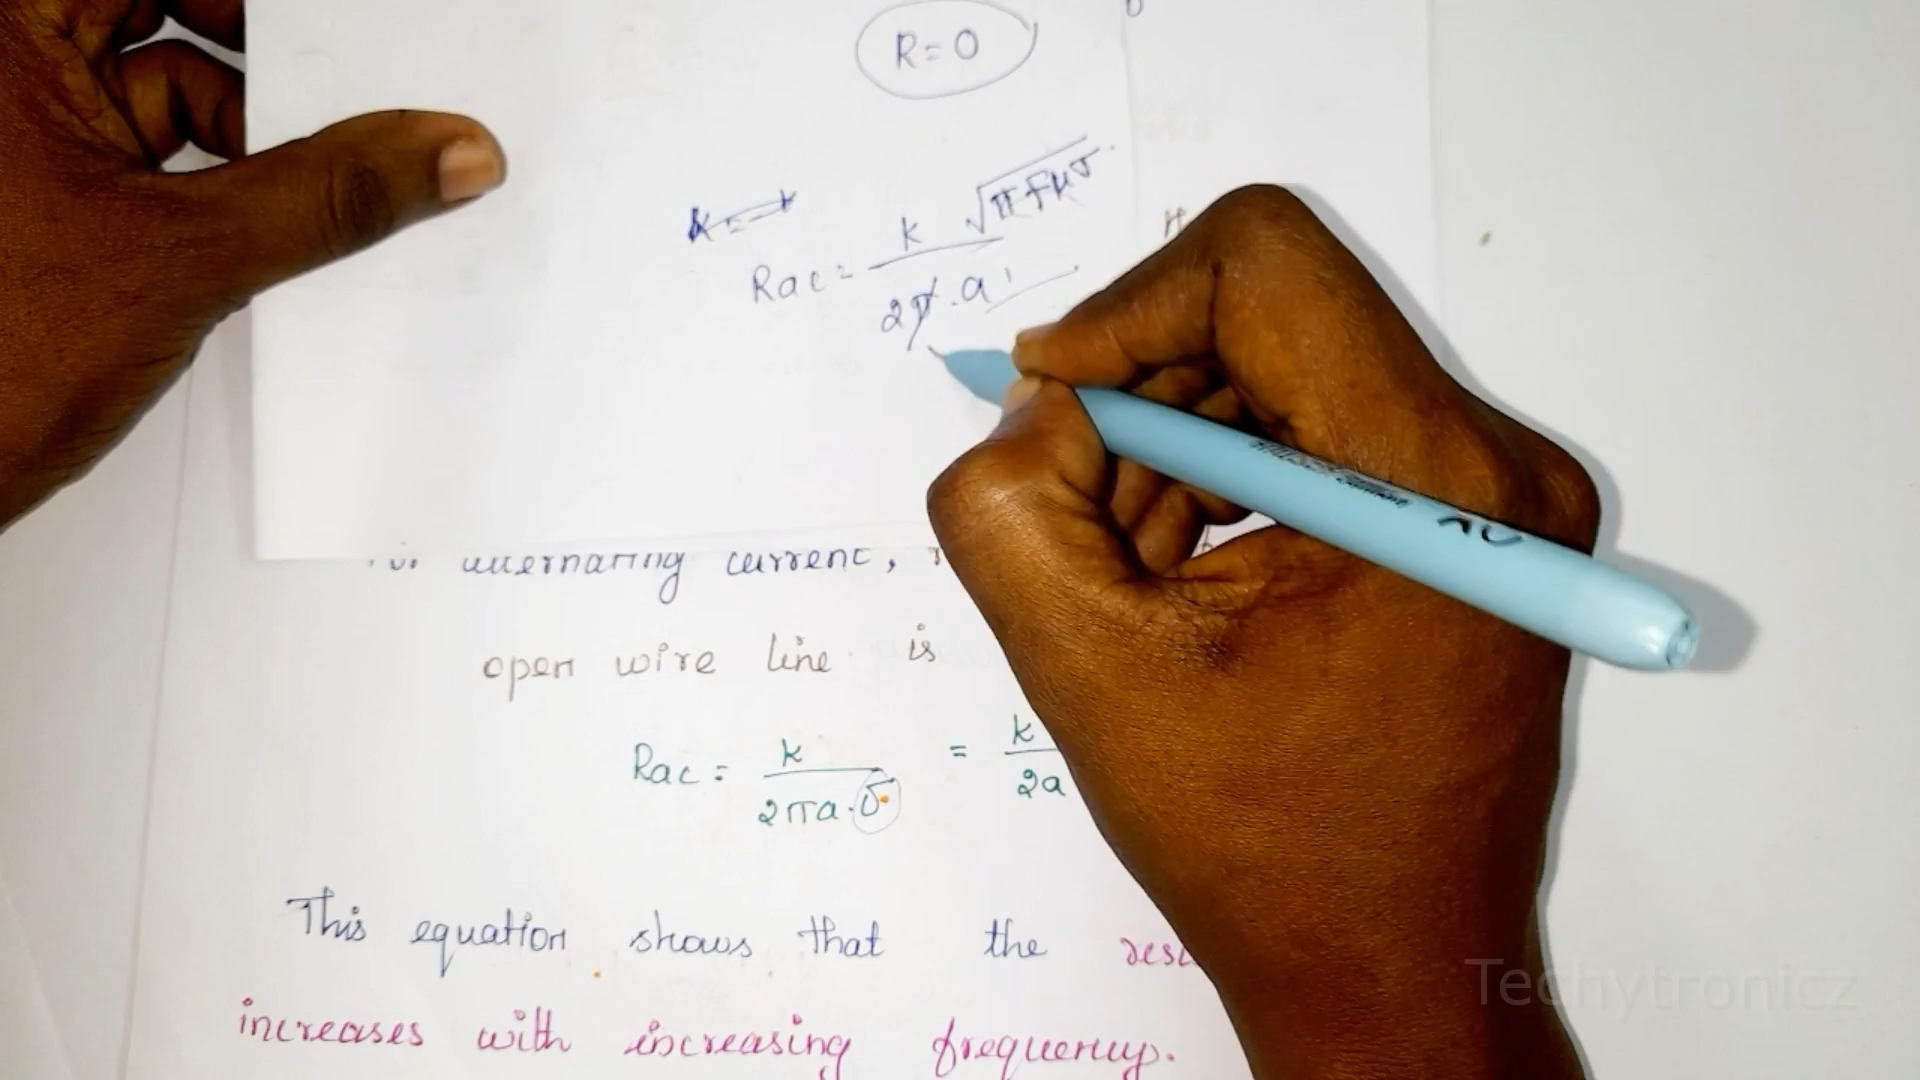 R = 0
k = k
Rac = k √πfμσ / 2π . a
alternating current,
open wire line is
Rac = k / 2πa.δ = k / 2a
This equation shows that the
increases with increasing frequency.
Techytronicz